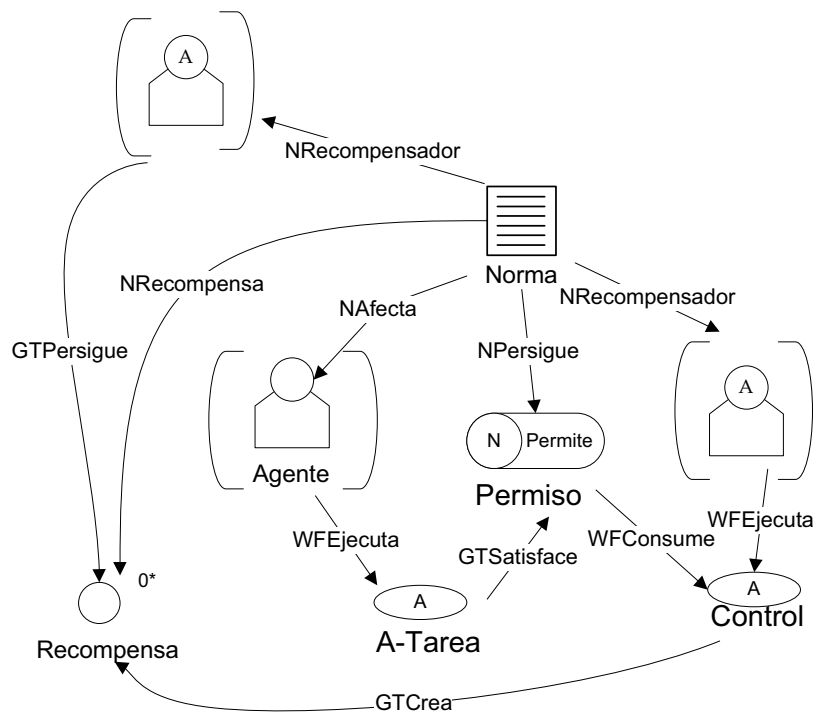 A
NRecompensador
Norma
NRecompensa
NRecompensador
NAfecta
GTPersigue
NPersigue
A
N
Permite
Agente
Permiso
WFEjecuta
WFConsume
WFEjecuta
GTSatisface
0*
A
A
Control
Recompensa
A-Tarea
GTCrea